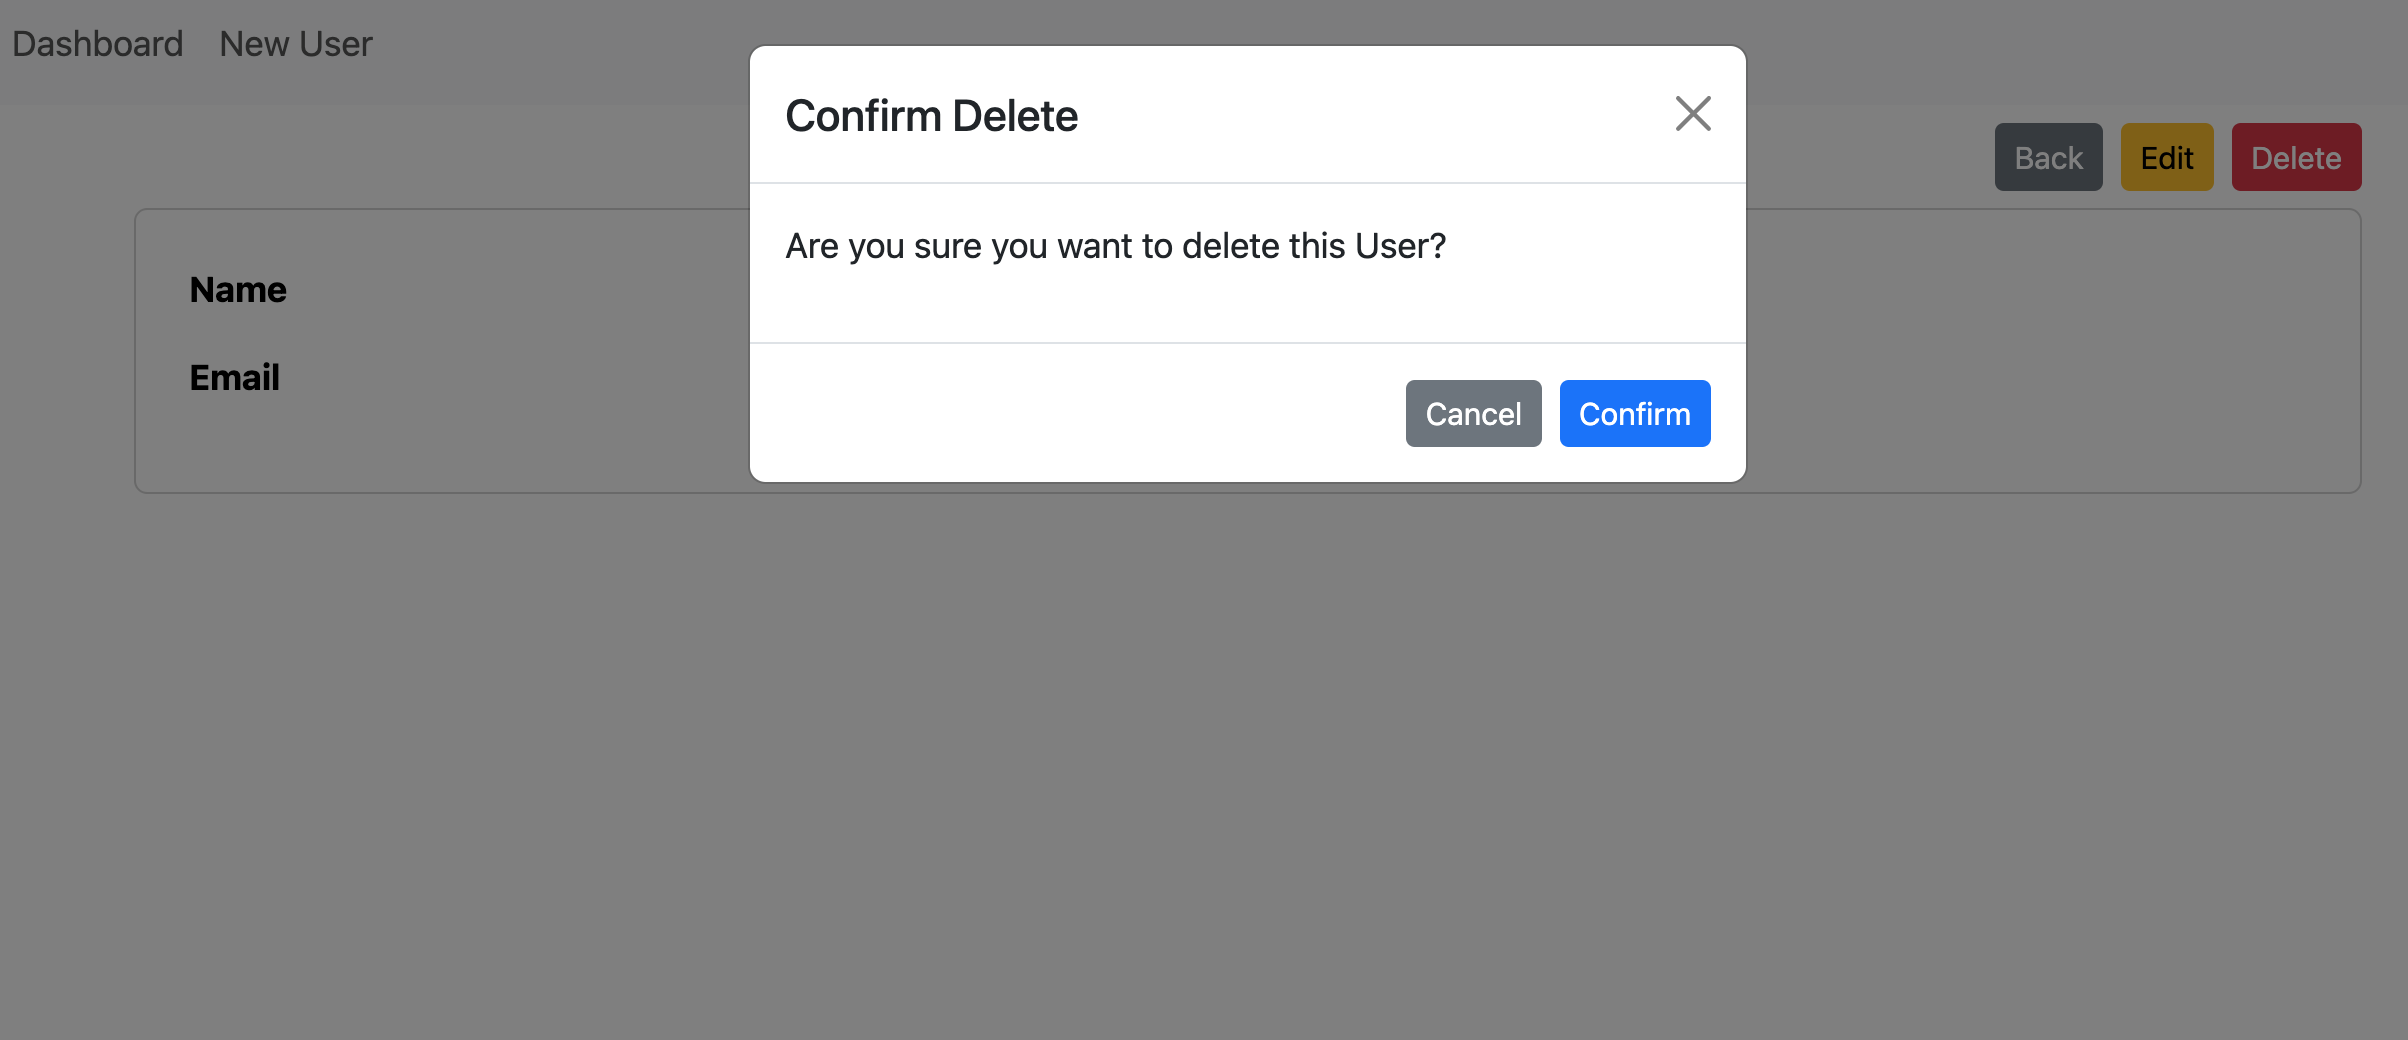 Dashboard New User
Confirm Delete
Back Edit Delete
Are you sure you want to delete this User?
Name
Email
Cancel Confirm